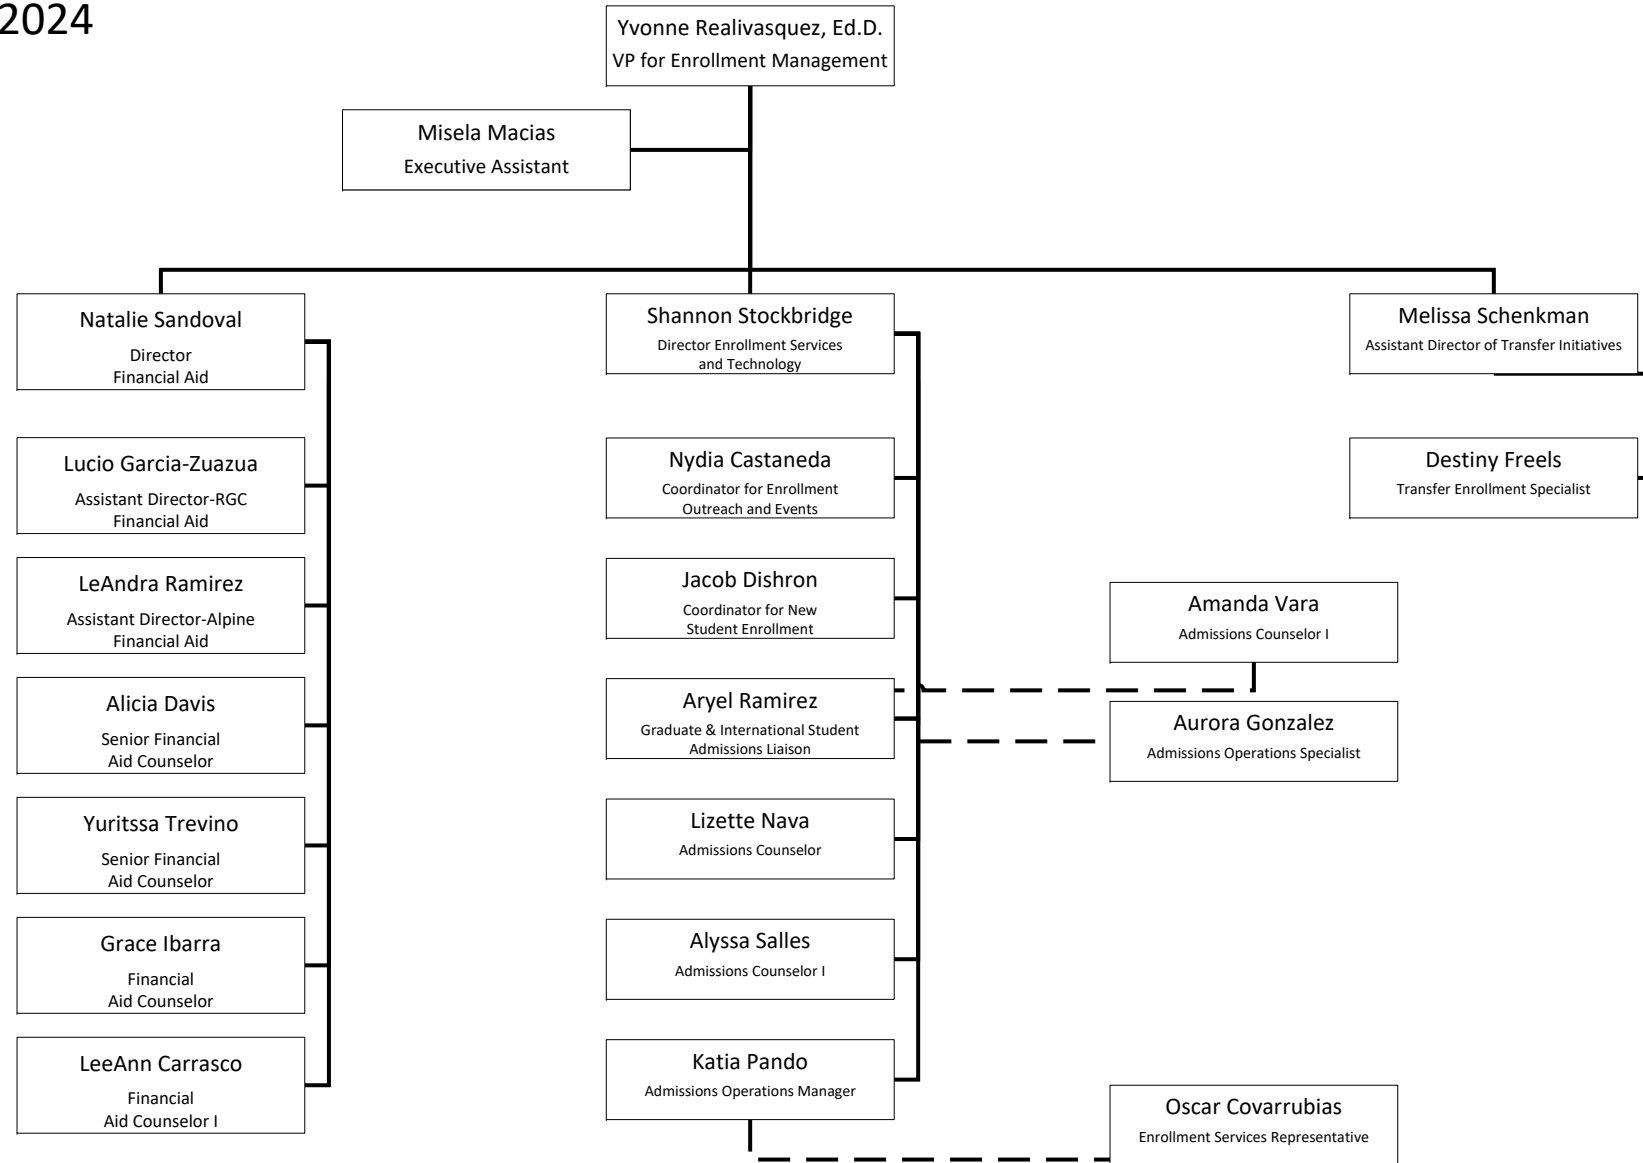 2024
Yvonne Realivasquez, Ed.D.
VP for Enrollment Management
Misela Macias
Executive Assistant
Natalie Sandoval
Director
Financial Aid
Lucio Garcia-Zuazua
Assistant Director-RGC
Financial Aid
LeAndra Ramirez
Assistant Director-Alpine
Financial Aid
Alicia Davis
Senior Financial
Aid Counselor
Yuritssa Trevino
Senior Financial
Aid Counselor
Grace Ibarra
Financial
Aid Counselor
LeeAnn Carrasco
Financial
Aid Counselor I
Shannon Stockbridge
Director Enrollment Services
and Technology
Nydia Castaneda
Coordinator for Enrollment
Outreach and Events
Jacob Dishron
Coordinator for New
Student Enrollment
Aryel Ramirez
Graduate & International Student
Admissions Liaison
Lizette Nava
Admissions Counselor
Alyssa Salles
Admissions Counselor I
Katia Pando
Admissions Operations Manager
Amanda Vara
Admissions Counselor I
Aurora Gonzalez
Admissions Operations Specialist
Oscar Covarrubias
Enrollment Services Representative
Melissa Schenkman
Assistant Director of Transfer Initiatives
Destiny Freels
Transfer Enrollment Specialist